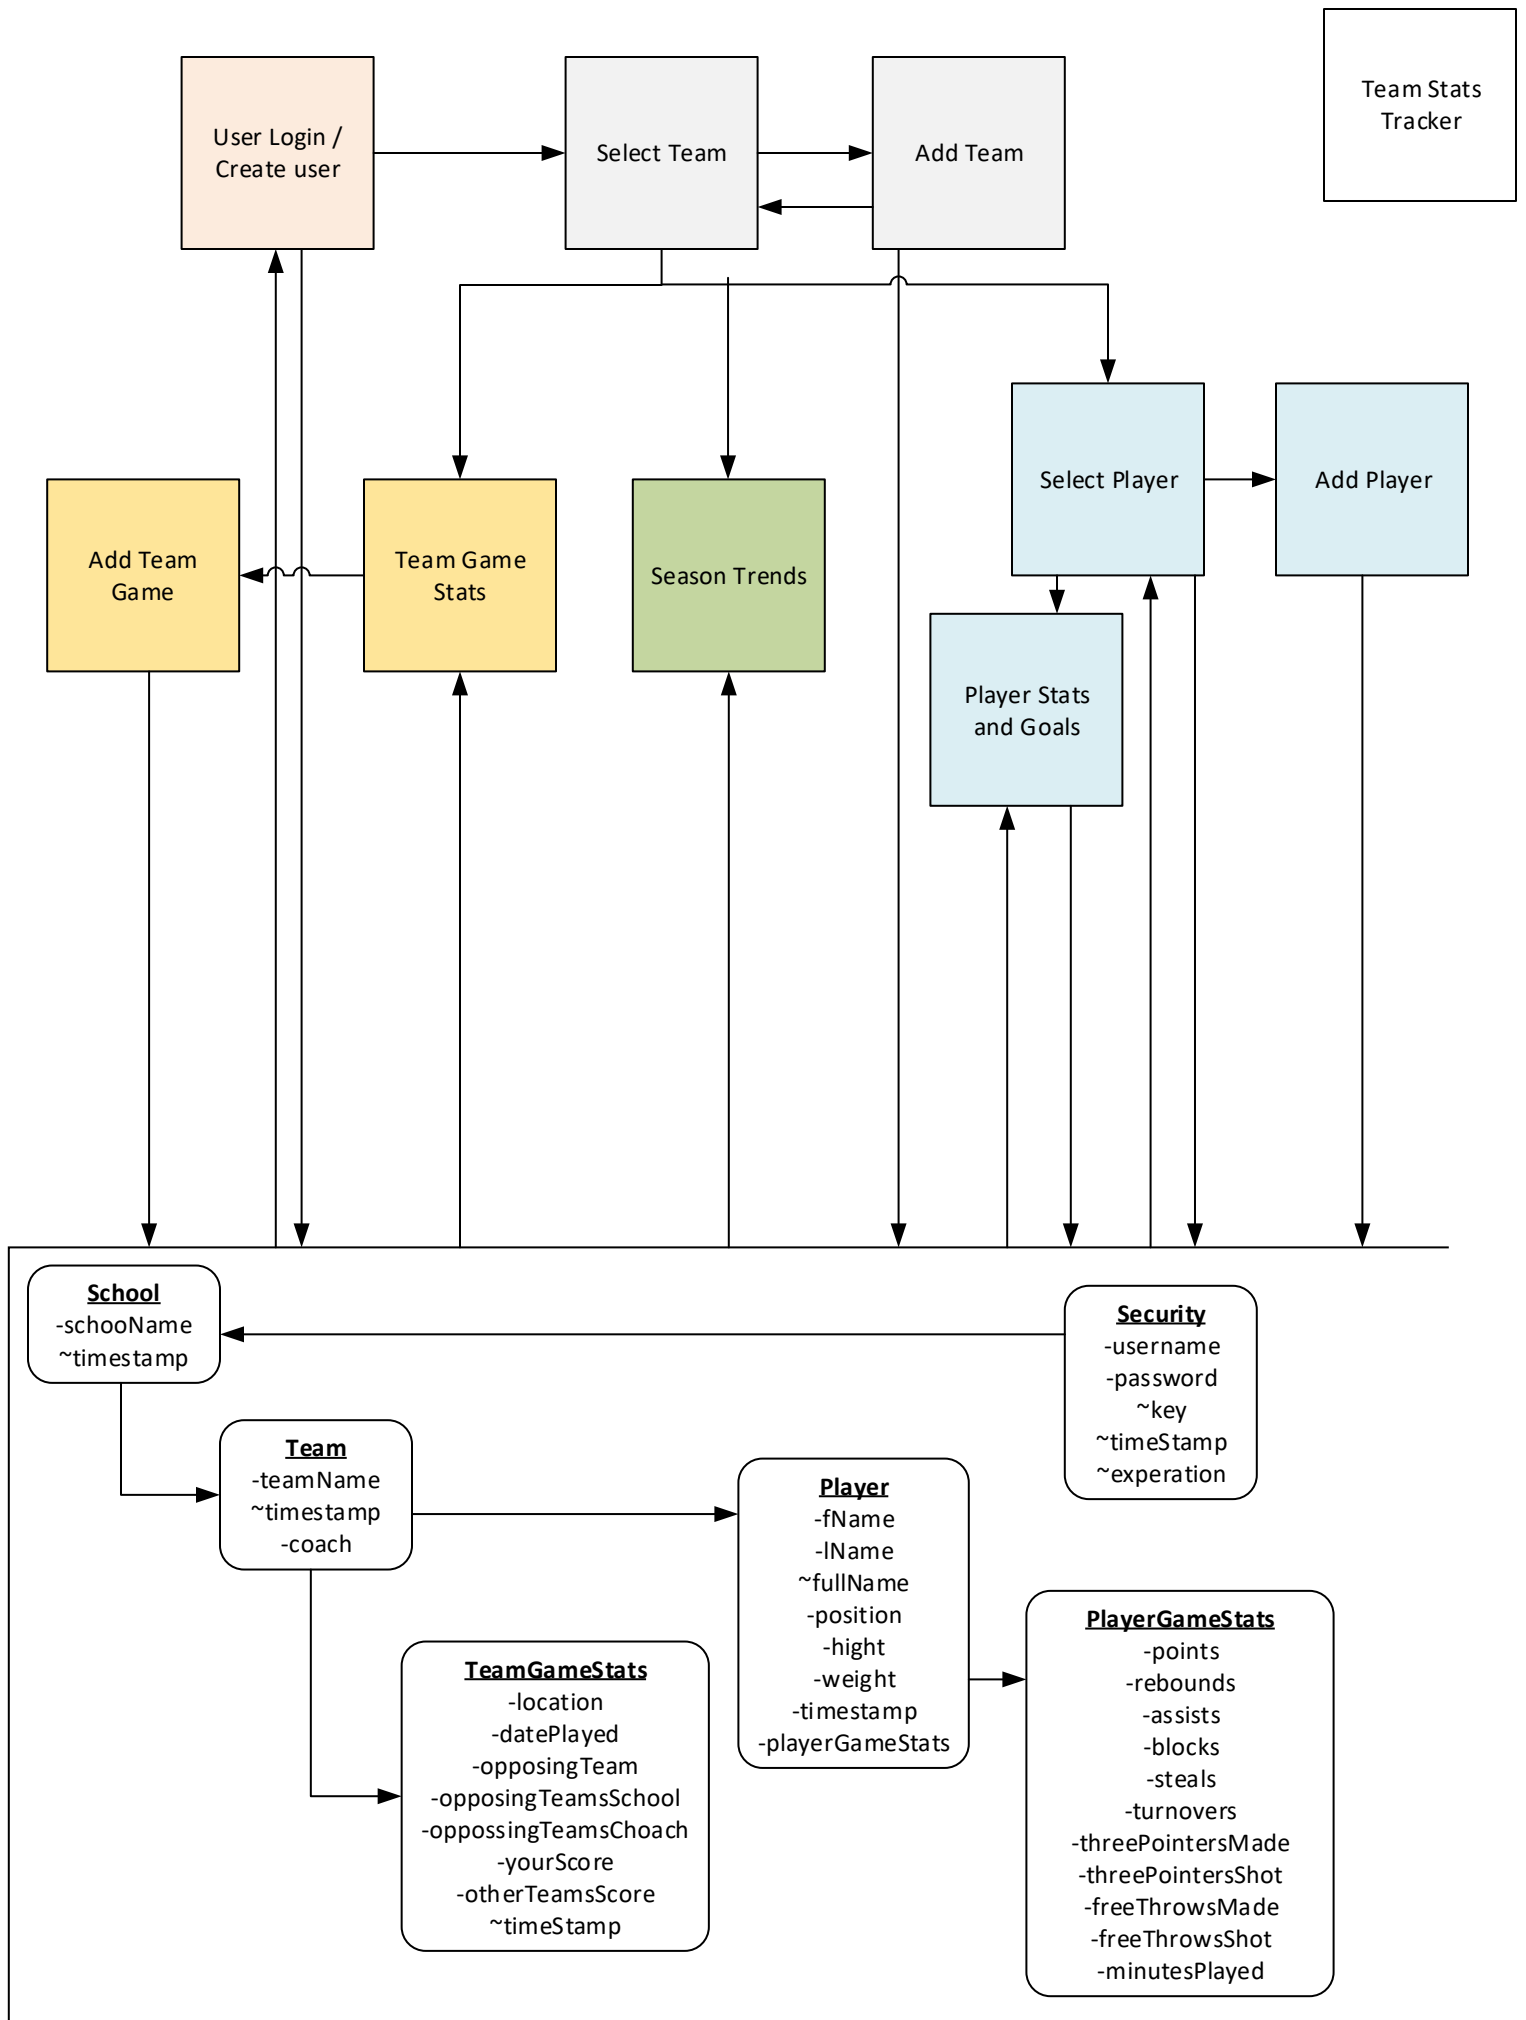 Team Stats
Tracker
User Login /
Create user
Select Team
Add Team
Select Player
Add Player
Add Team
Game
Team Game
Stats
Season Trends
Player Stats
and Goals
School
-schooName
~timestamp
Security
-username
-password
~key
~timeStamp
~experation
Team
-teamName
~timestamp
-coach
Player
-fName
-lName
~fullName
-position
-hight
-weight
-timestamp
-playerGameStats
TeamGameStats
-location
-datePlayed
-opposingTeam
-opposingTeamsSchool
-oppossingTeamsChoach
-yourScore
-otherTeamsScore
~timeStamp
PlayerGameStats
-points
-rebounds
-assists
-blocks
-steals
-turnovers
-threePointersMade
-threePointersShot
-freeThrowsMade
-freeThrowsShot
-minutesPlayed